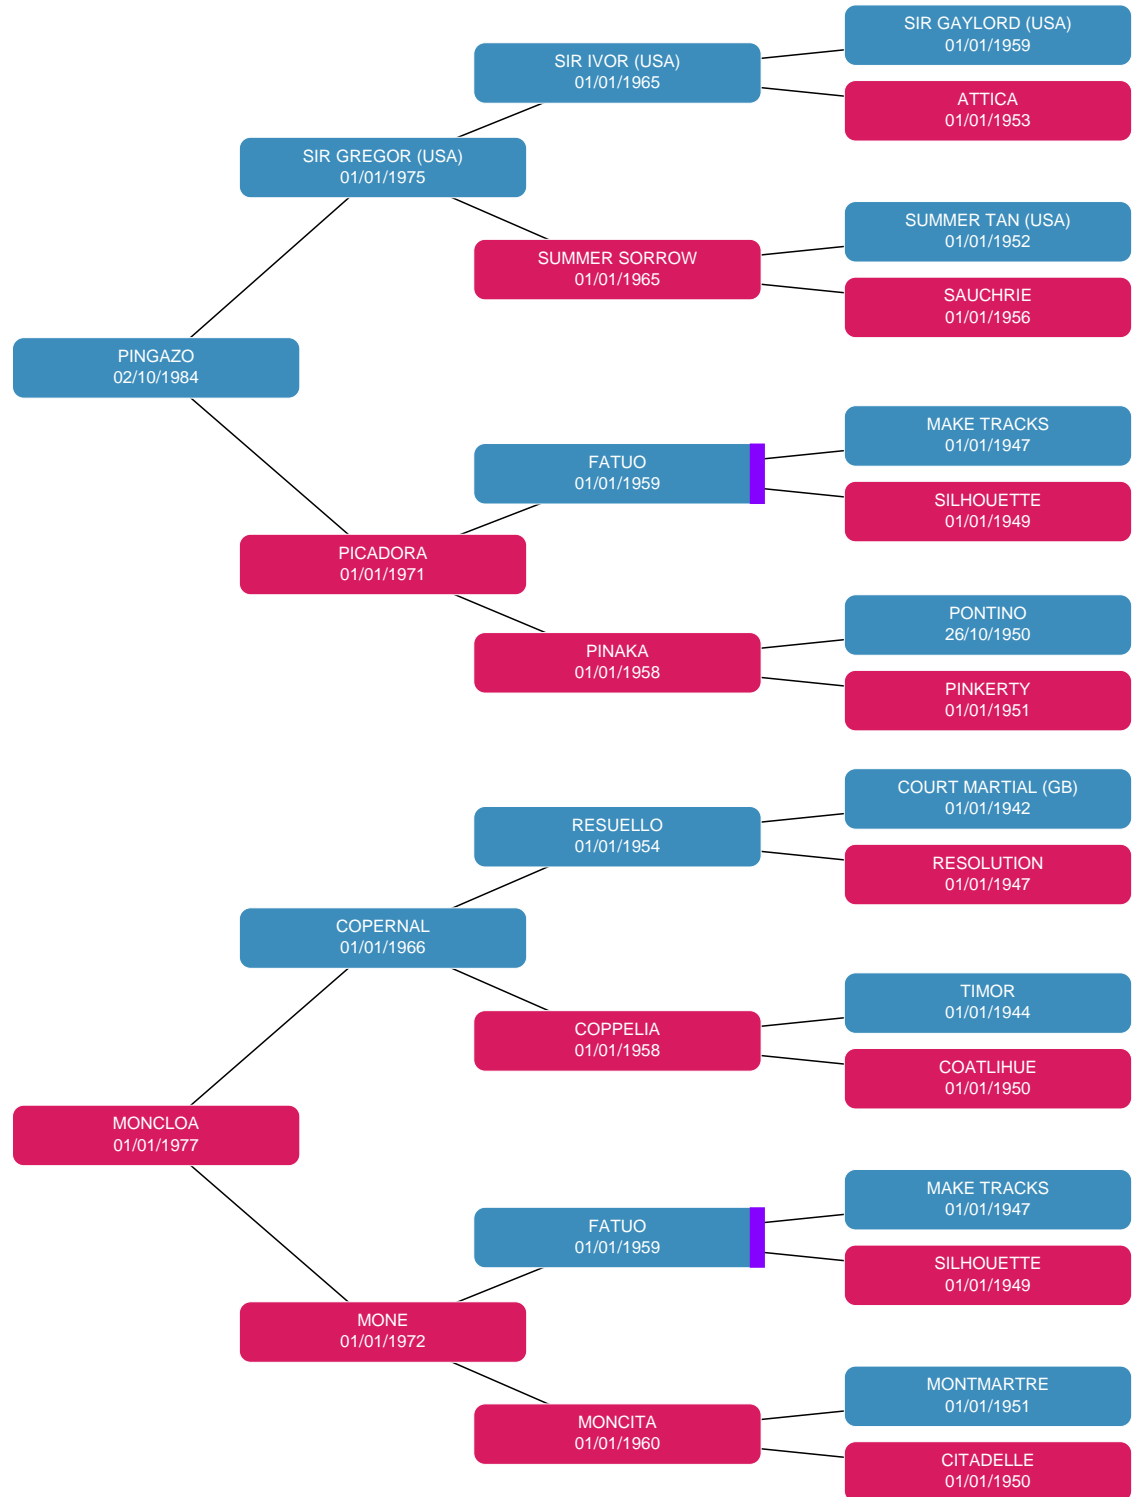 SIR GAYLORD (USA)
01/01/1959
SIR IVOR (USA)
01/01/1965
ATTICA
01/01/1953
SIR GREGOR (USA)
01/01/1975
SUMMER TAN (USA)
01/01/1952
SUMMER SORROW
01/01/1965
SAUCHRIE
01/01/1956
PINGAZO
02/10/1984
MAKE TRACKS
01/01/1947
FATUO
01/01/1959
SILHOUETTE
01/01/1949
PICADORA
01/01/1971
PONTINO
26/10/1950
PINAKA
01/01/1958
PINKERTY
01/01/1951
COURT MARTIAL (GB)
01/01/1942
RESUELLO
01/01/1954
RESOLUTION
01/01/1947
COPERNAL
01/01/1966
TIMOR
01/01/1944
COPPELIA
01/01/1958
COATLIHUE
01/01/1950
MONCLOA
01/01/1977
MAKE TRACKS
01/01/1947
FATUO
01/01/1959
SILHOUETTE
01/01/1949
MONE
01/01/1972
MONTMARTRE
01/01/1951
MONCITA
01/01/1960
CITADELLE
01/01/1950